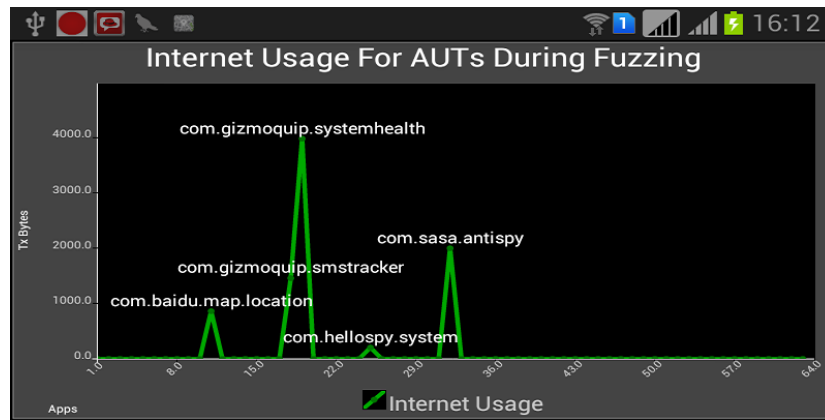 1 16:12
Internet Usage For AUTs During Fuzzing
com.gizmoquip.systemhealth
4000.0
3000.0
com.sasa.antispy
2000.0
com.gizmoquip.smstracker
com.baidu.map.location
1000.0
com.hellospy.system
0.0
Tx Bytes
1.0 8.0 15.0 22.0 29.0 36.0 43.0 50.0 57.0 64.0
Apps
Internet Usage